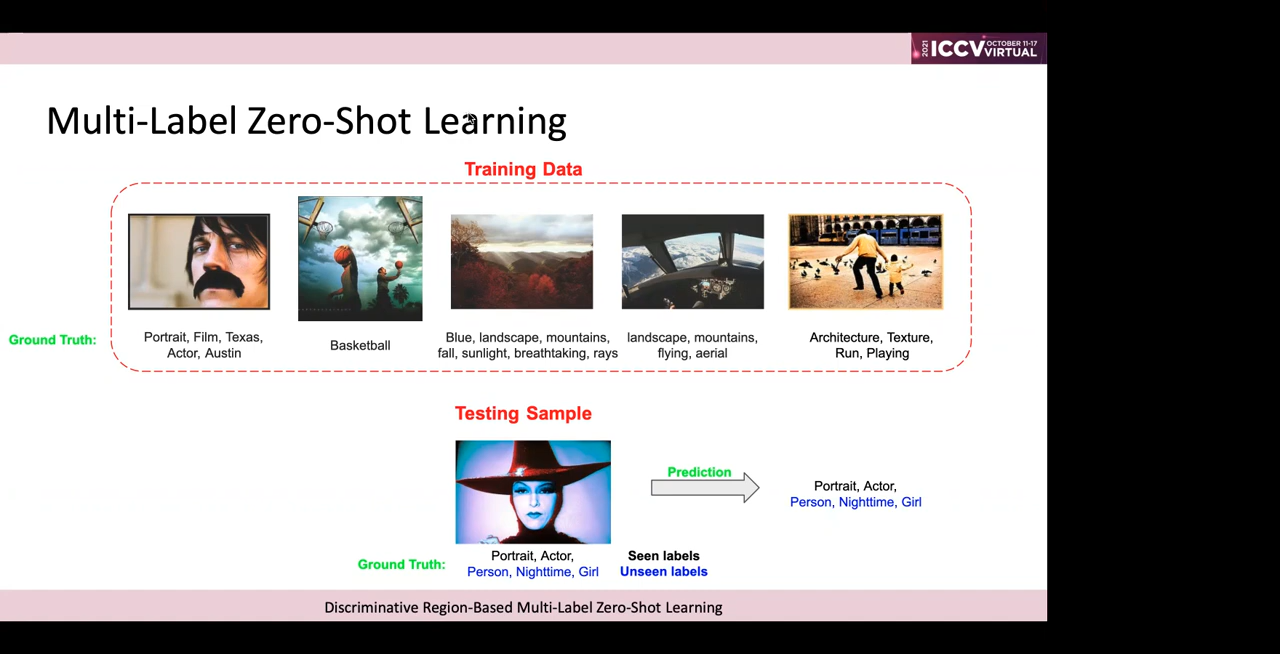 2021 ICCV OCTOBER 11-17 VIRTUAL
Multi-Label Zero-Shot Learning
Training Data
Ground Truth:
Portrait, Film, Texas,
Actor, Austin
Basketball
Blue, landscape, mountains,
fall, sunlight, breathtaking, rays
landscape, mountains,
flying, aerial
Architecture, Texture,
Run, Playing
Testing Sample
Prediction
Portrait, Actor,
Person, Nighttime, Girl
Ground Truth:
Portrait, Actor,
Person, Nighttime, Girl
Seen labels
Unseen labels
Discriminative Region-Based Multi-Label Zero-Shot Learning